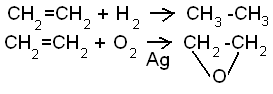 CH₂=CH₂ + H₂ → CH₃-CH₃
CH₂=CH₂ + O₂ → CH₂-CH₂
Ag
O